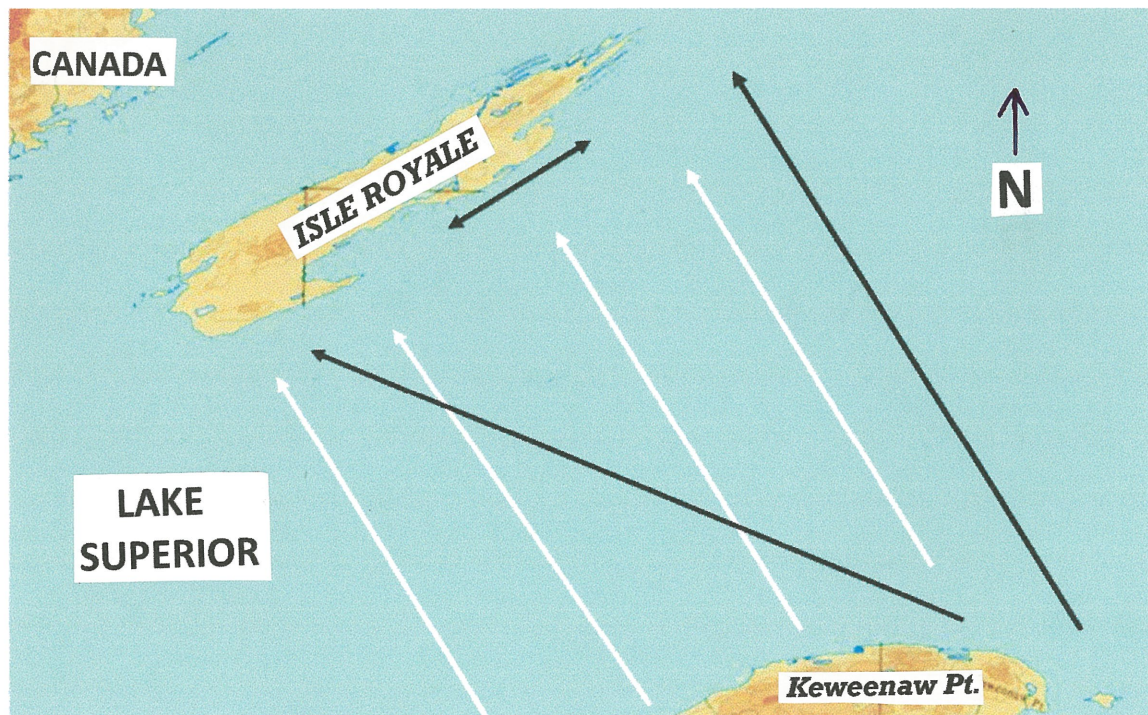 CANADA
ISLE ROYALE
N
LAKE
SUPERIOR
Keweenaw Pt.